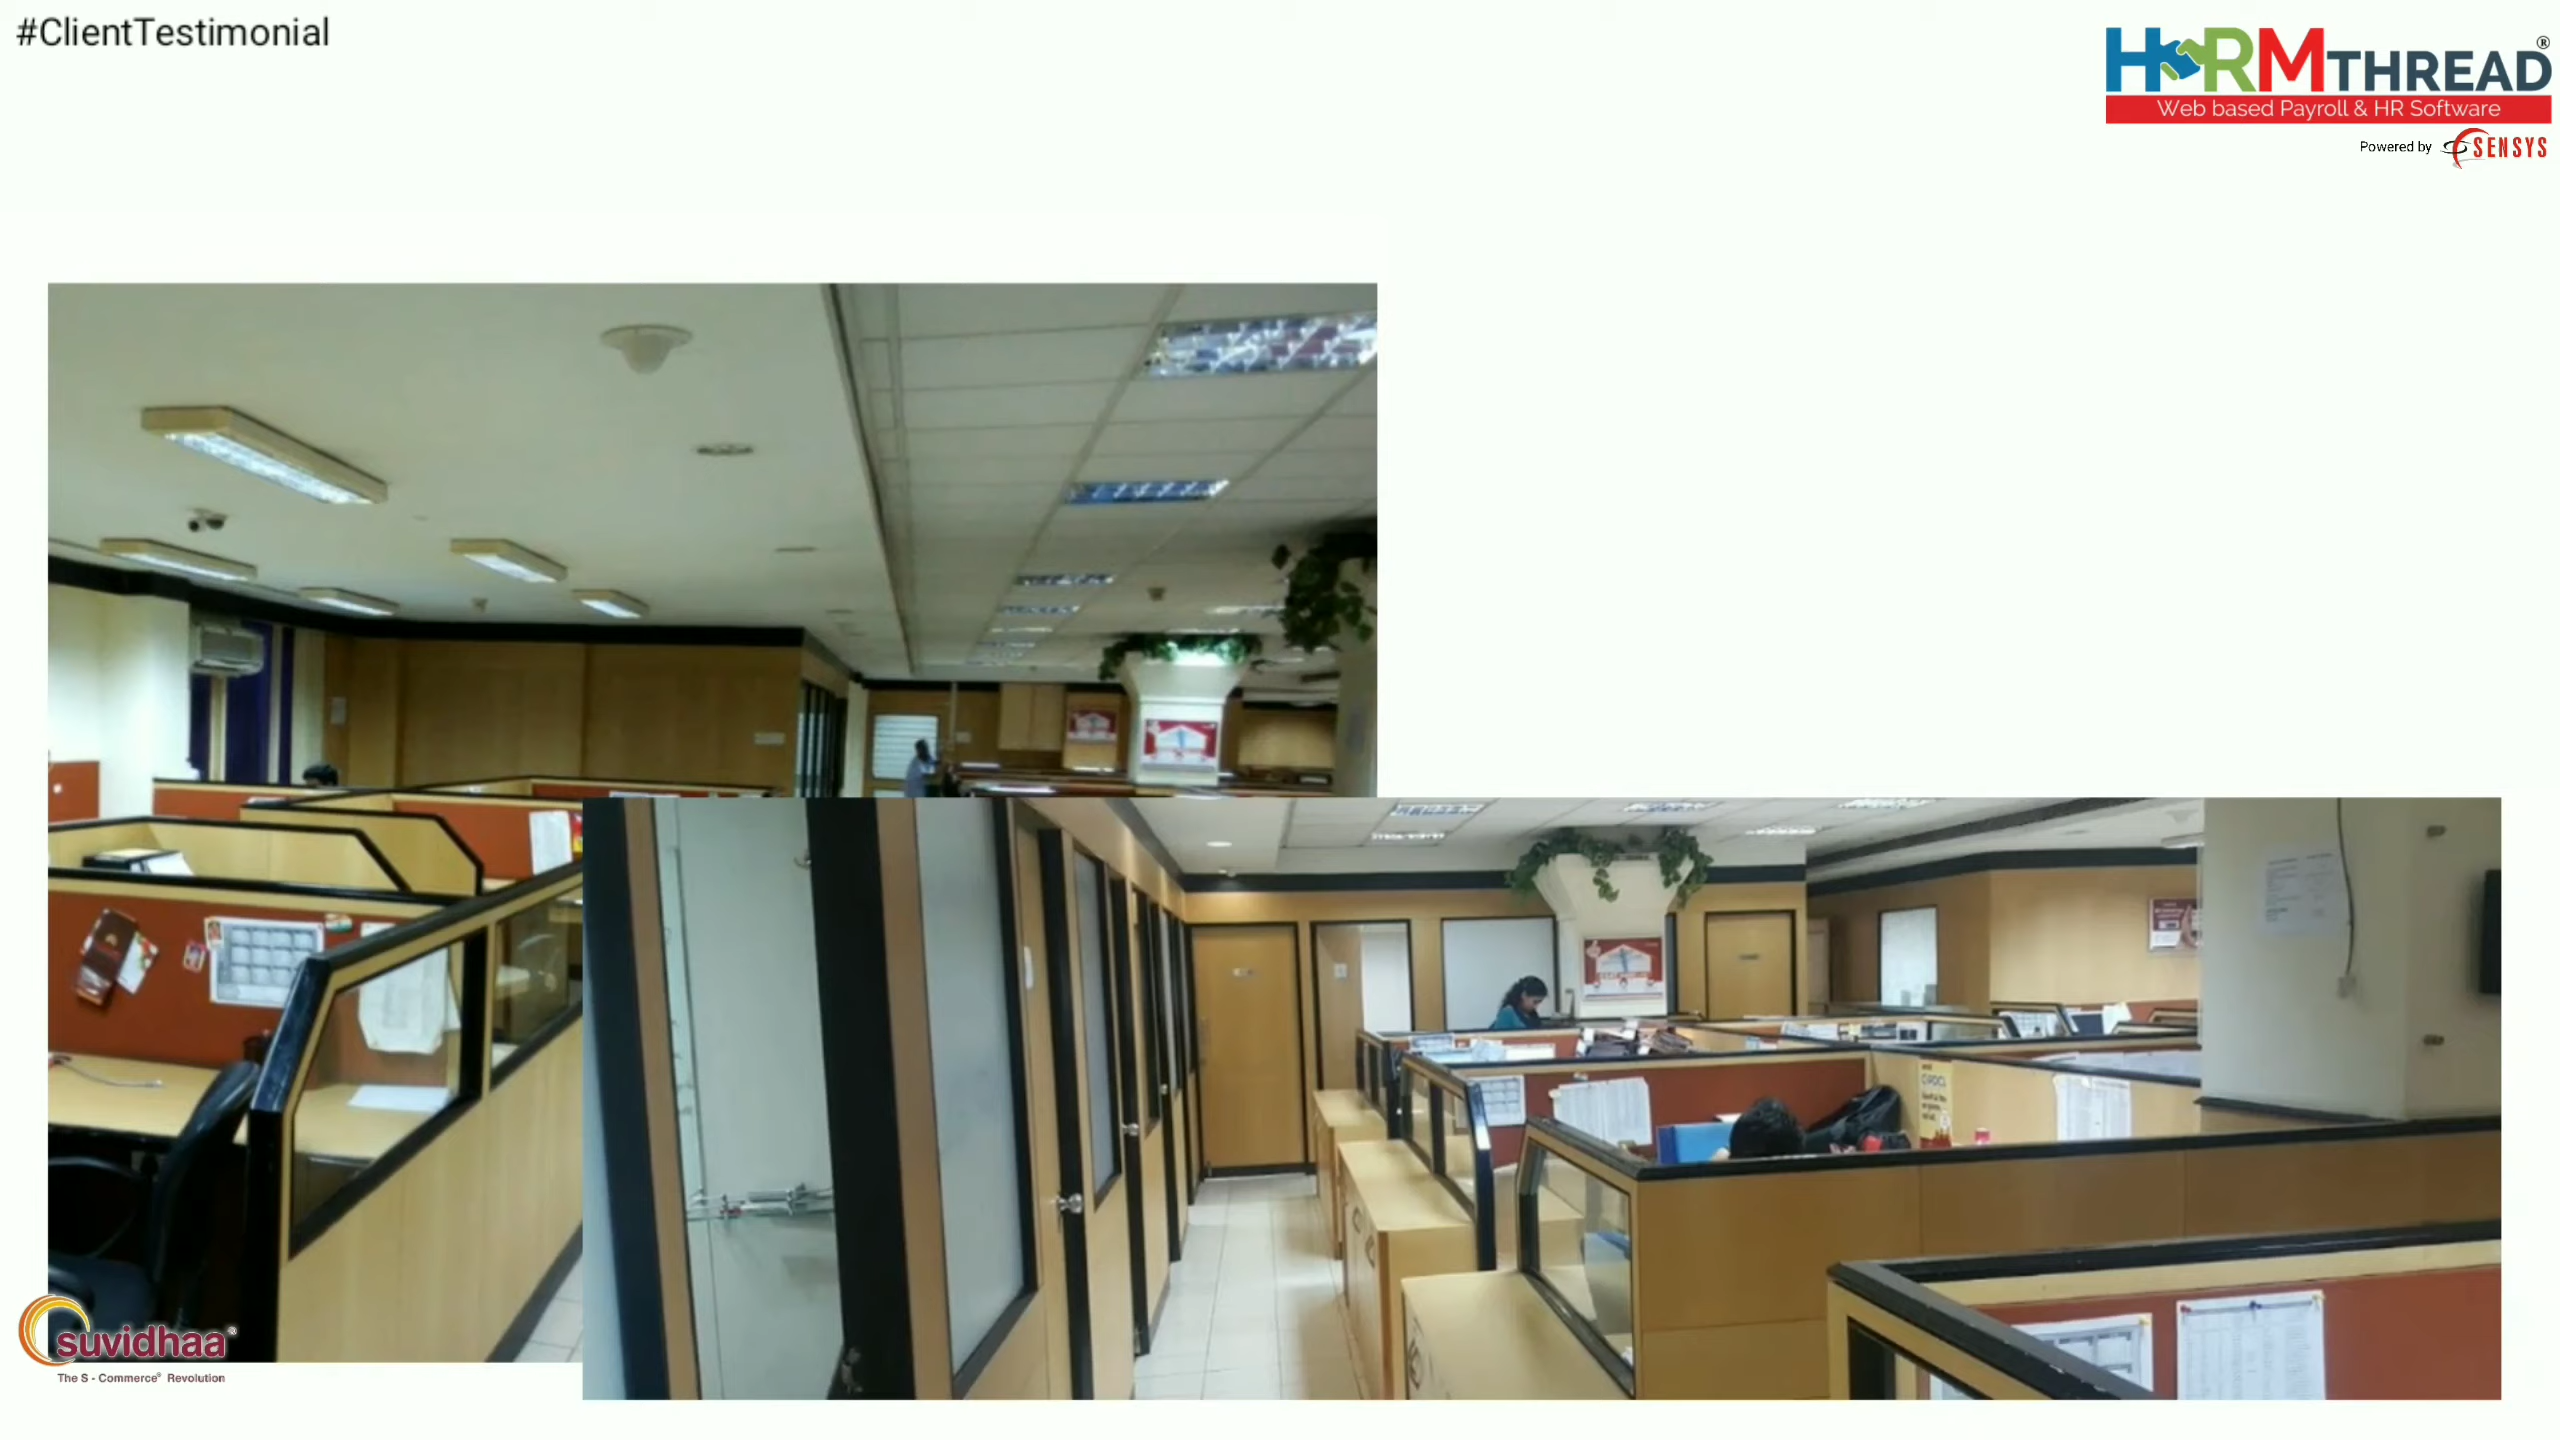 #ClientTestimonial
HRMTHREAD®
Web based Payroll & HR Software
Powered by SENSYS
suvidhaa®
The S - Commerce® Revolution